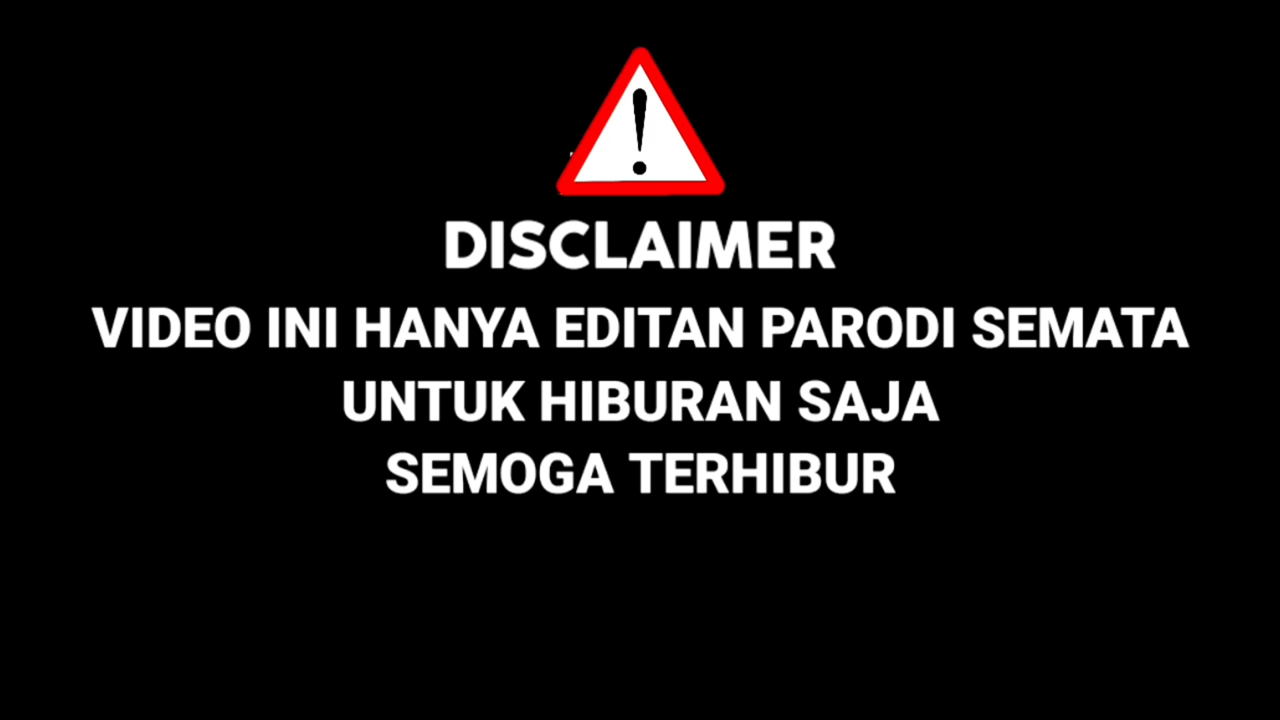 DISCLAIMER
VIDEO INI HANYA EDITAN PARODI SEMATA
UNTUK HIBURAN SAJA
SEMOGA TERHIBUR